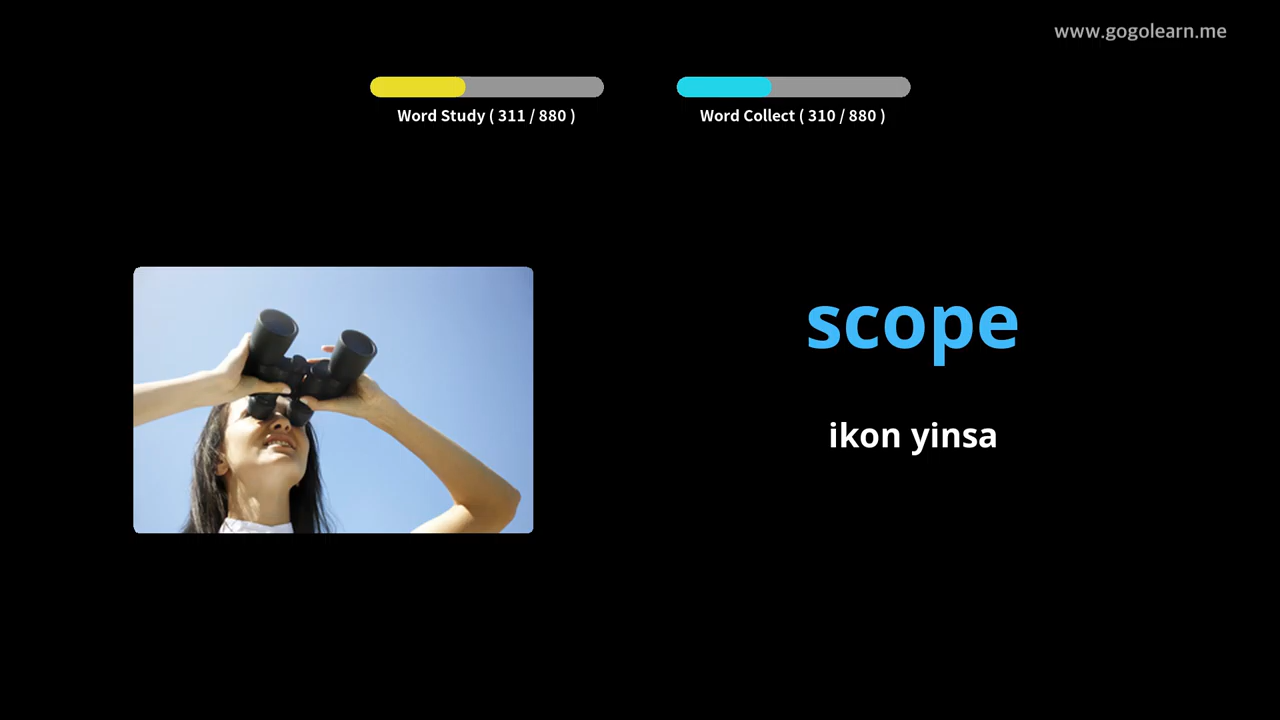 www.gogolearn.me
Word Study ( 311 / 880 )
Word Collect ( 310 / 880 )
scope
ikon yinsa